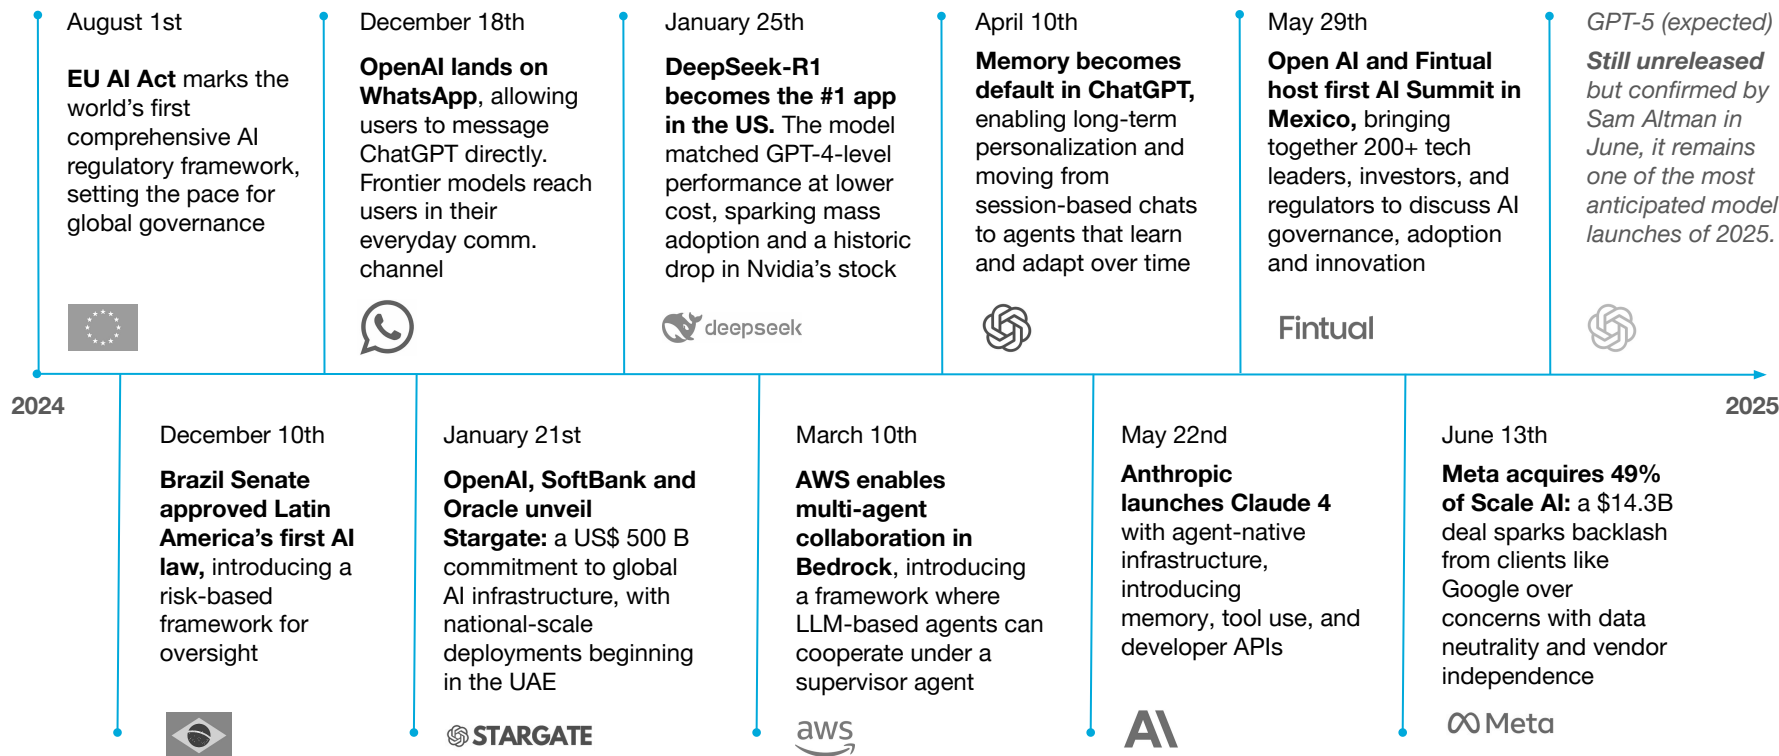 August 1st
EU AI Act marks the
world's first
comprehensive AI
regulatory framework,
setting the pace for
global governance
December 18th
OpenAI lands on
WhatsApp, allowing
users to message
ChatGPT directly.
Frontier models reach
users in their
everyday comm.
channel
January 25th
DeepSeek-R1
becomes the #1 app
in the US. The model
matched GPT-4-level
performance at lower
cost, sparking mass
adoption and a historic
drop in Nvidia's stock
deepseek
April 10th
Memory becomes
default in ChatGPT,
enabling long-term
personalization and
moving from
session-based chats
to agents that learn
and adapt over time
May 29th
Open AI and Fintual
host first AI Summit in
Mexico, bringing
together 200+ tech
leaders, investors, and
regulators to discuss AI
governance, adoption
and innovation
Fintual
GPT-5 (expected)
Still unreleased
but confirmed by
Sam Altman in
June, it remains
one of the most
anticipated model
launches of 2025.
2024
2025
December 10th
Brazil Senate
approved Latin
America's first AI
law, introducing a
risk-based
framework for
oversight
January 21st
OpenAI, SoftBank and
Oracle unveil
Stargate: a US$ 500 B
commitment to global
AI infrastructure, with
national-scale
deployments beginning
in the UAE
STARGATE
March 10th
AWS enables
multi-agent
collaboration in
Bedrock, introducing
a framework where
LLM-based agents can
cooperate under a
supervisor agent
aws
May 22nd
Anthropic
launches Claude 4
with agent-native
infrastructure,
introducing
memory, tool use, and
developer APIs
AI
June 13th
Meta acquires 49%
of Scale AI: a $14.3B
deal sparks backlash
from clients like
Google over
concerns with data
neutrality and vendor
independence
Meta